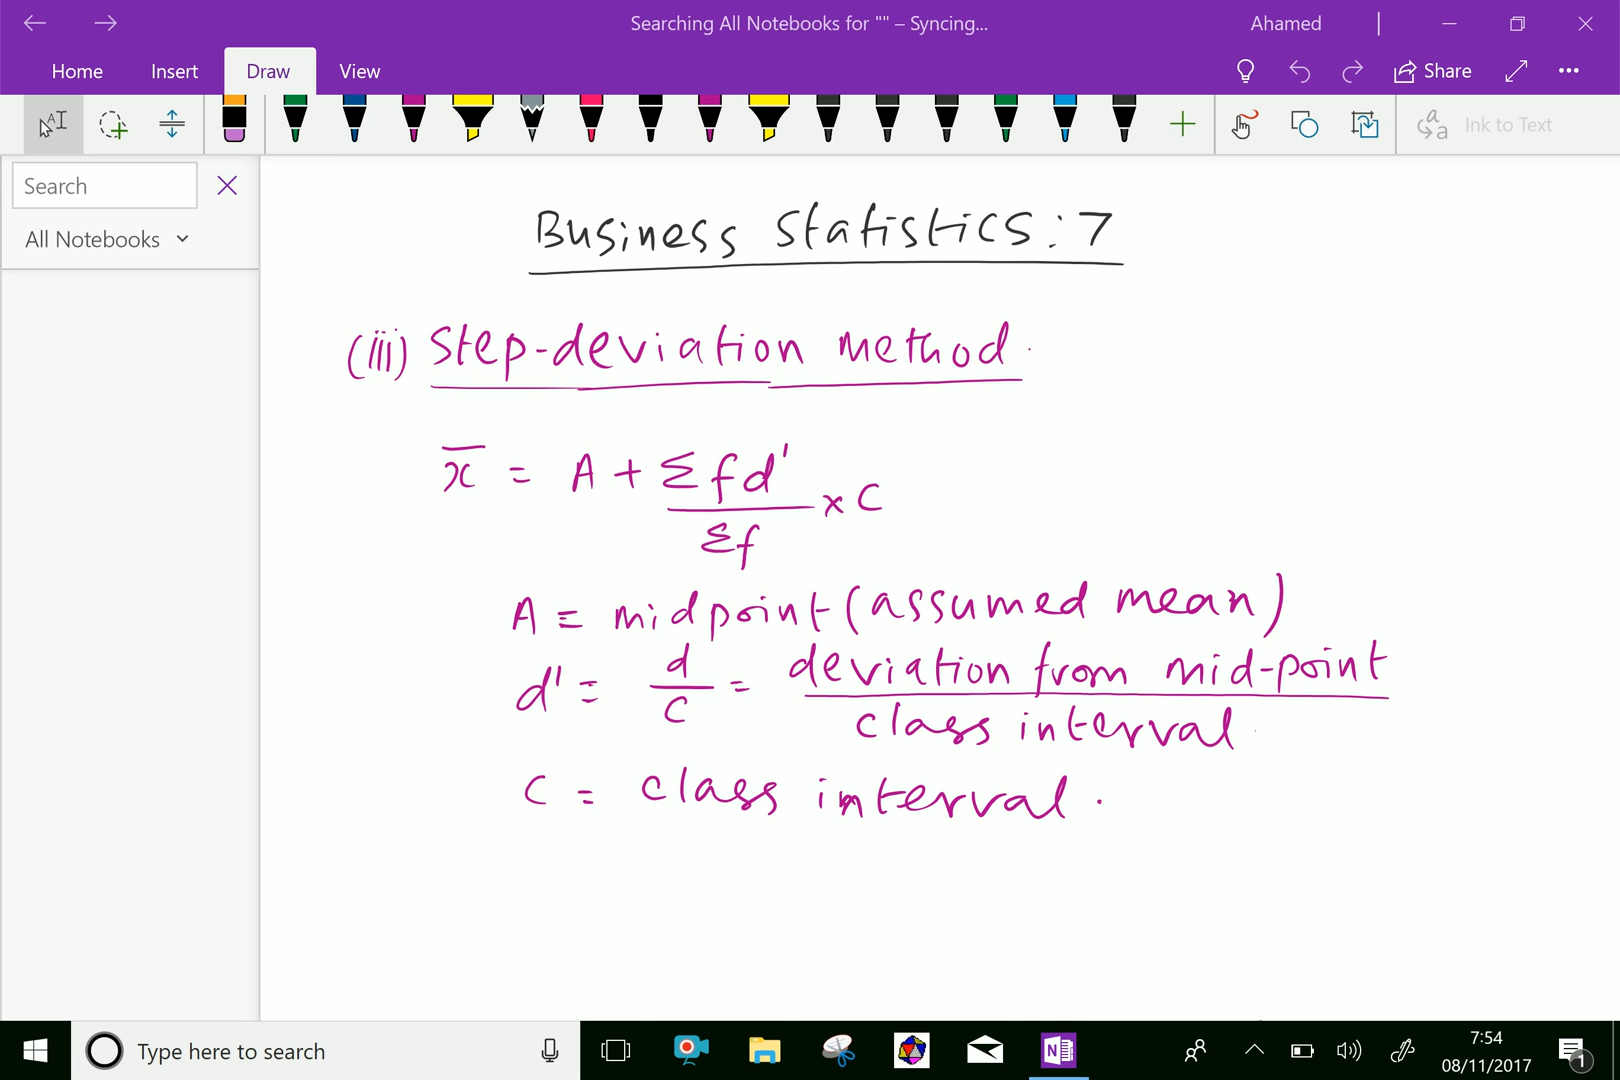 Searching All Notebooks for "" – Syncing...
Ahamed
Home Insert Draw View
Share
Ink to Text
Search
All Notebooks
Business Statistics: 7
(iii) Step-deviation Method.
x̄ = A + Σfd' / Σf × C
A = midpoint (assumed mean)
d' = d / C = deviation from mid-point / class interval
C = class interval.
Type here to search
7:54
08/11/2017
1